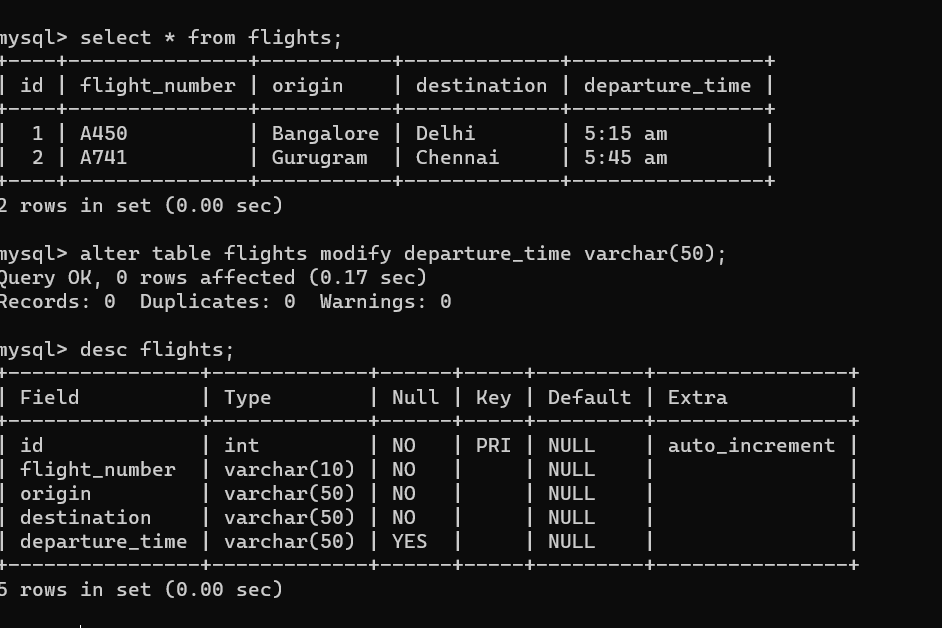 mysql> select * from flights;
+----+---------------+-----------+-------------+----------------+
| id | flight_number | origin    | destination | departure_time |
+----+---------------+-----------+-------------+----------------+
|  1 | A450          | Bangalore | Delhi       | 5:15 am        |
|  2 | A741          | Gurugram  | Chennai     | 5:45 am        |
+----+---------------+-----------+-------------+----------------+
2 rows in set (0.00 sec)
mysql> alter table flights modify departure_time varchar(50);
Query OK, 0 rows affected (0.17 sec)
Records: 0  Duplicates: 0  Warnings: 0
mysql> desc flights;
+----------------+-------------+------+-----+---------+----------------+
| Field          | Type        | Null | Key | Default | Extra          |
+----------------+-------------+------+-----+---------+----------------+
| id             | int         | NO   | PRI | NULL    | auto_increment |
| flight_number  | varchar(10) | NO   |     | NULL    |                |
| origin         | varchar(50) | NO   |     | NULL    |                |
| destination    | varchar(50) | NO   |     | NULL    |                |
| departure_time | varchar(50) | YES  |     | NULL    |                |
+----------------+-------------+------+-----+---------+----------------+
5 rows in set (0.00 sec)